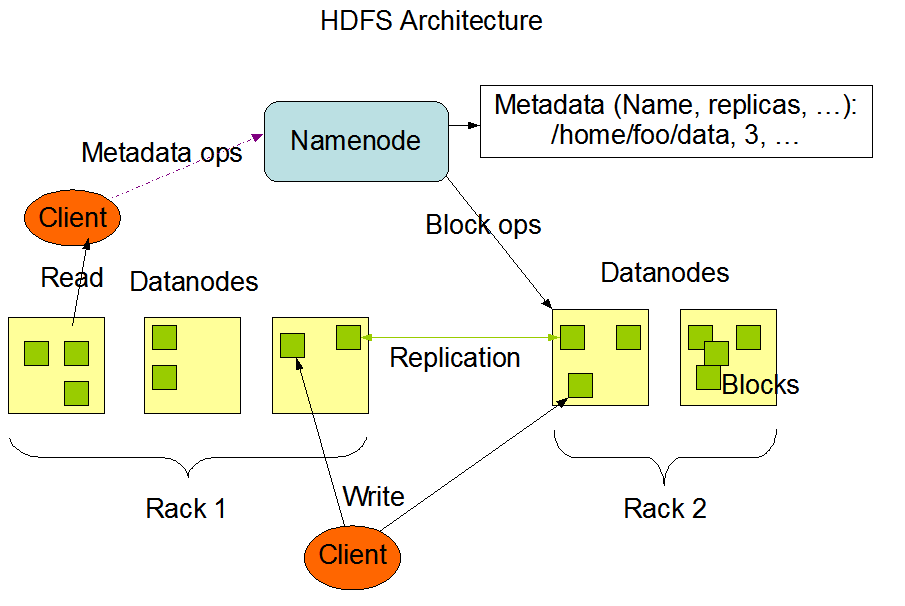 HDFS Architecture
Metadata (Name, replicas, …):
/home/foo/data, 3, …
Namenode
Metadata ops
Client
Block ops
Read
Datanodes
Datanodes
Replication
Blocks
Rack 1
Write
Rack 2
Client